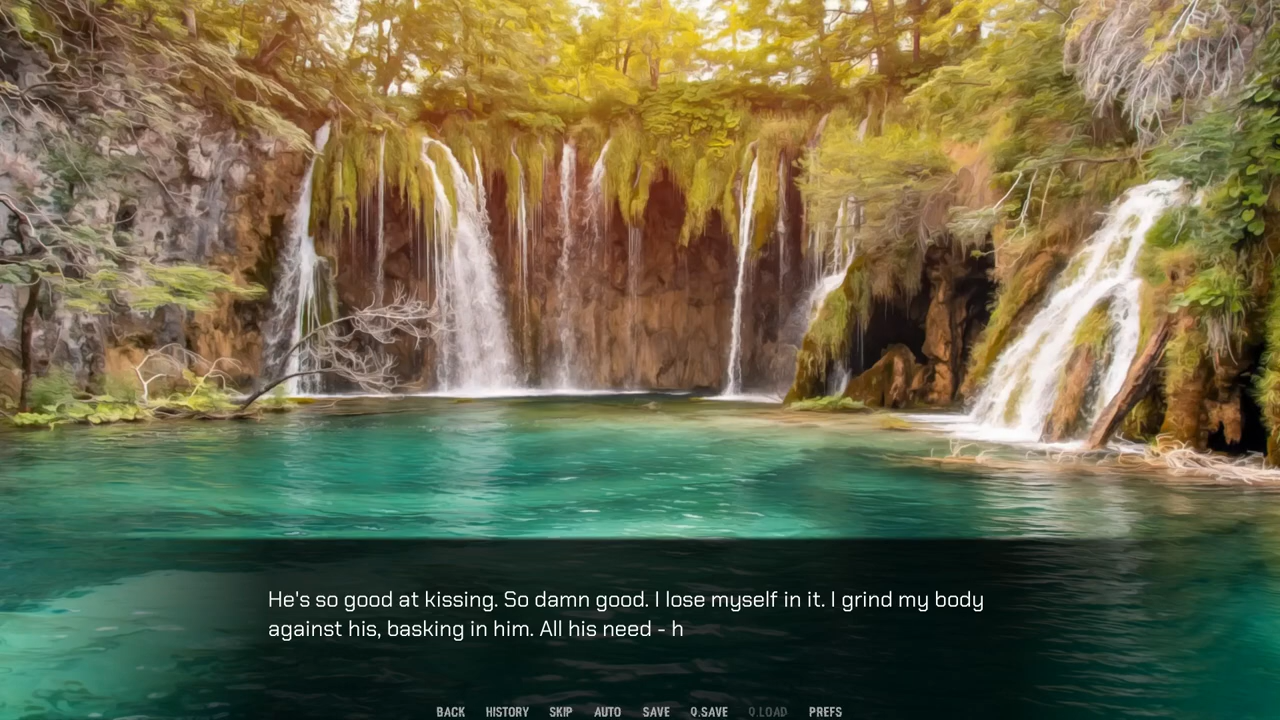 He's so good at kissing. So damn good. I lose myself in it. I grind my body
against his, basking in him. All his need - h
BACK HISTORY SKIP AUTO SAVE Q.SAVE Q.LOAD PREFS